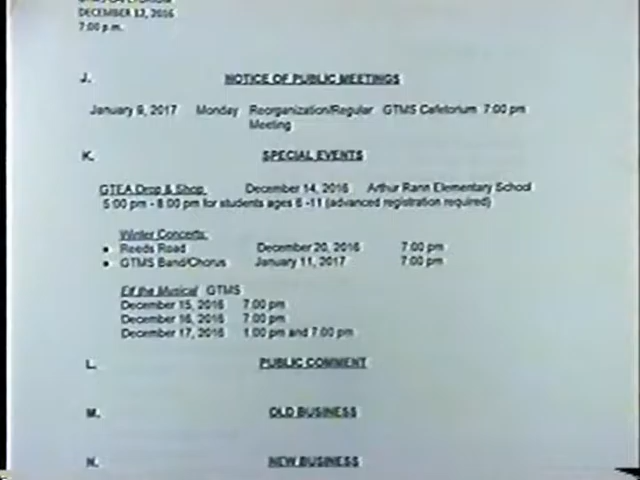 DECEMBER 12, 2016
7:00 p.m.
J. NOTICE OF PUBLIC MEETINGS
January 9, 2017 Monday Reorganization/Regular GTMS Cafetorium 7:00 pm
Meeting
K. SPECIAL EVENTS
GTEA Drop & Shop December 14, 2016 Arthur Rann Elementary School
5:00 pm - 8:00 pm for students ages 6 -11 (advanced registration required)
Winter Concerts:
• Reeds Road December 20, 2016 7:00 pm
• GTMS Band/Chorus January 11, 2017 7:00 pm
Elf the Musical GTMS
December 15, 2016 7:00 pm
December 16, 2016 7:00 pm
December 17, 2016 1:00 pm and 7:00 pm
L. PUBLIC COMMENT
M. OLD BUSINESS
N. NEW BUSINESS